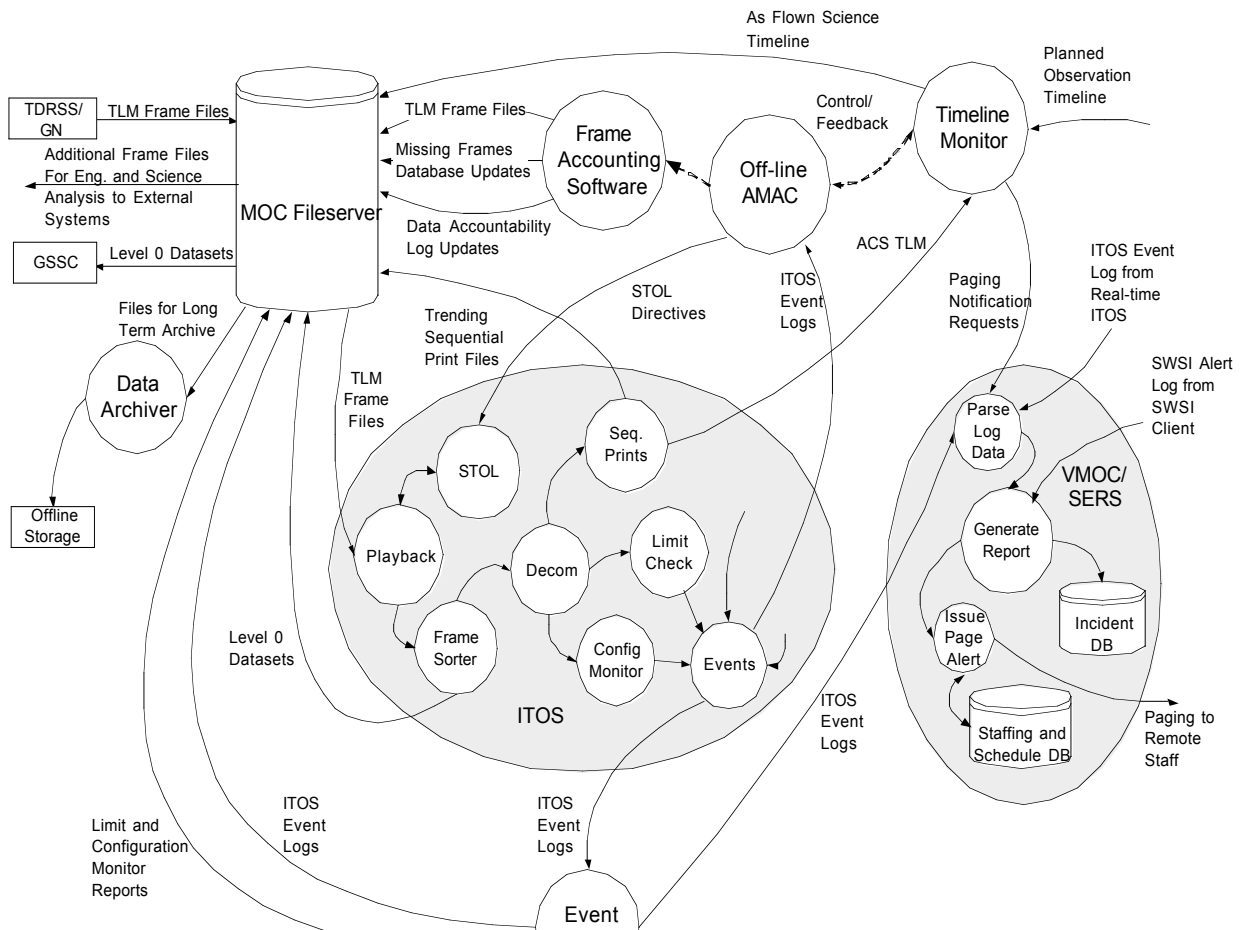 As Flown Science
Timeline
Planned
Observation
Timeline
TDRSS/
GN
TLM Frame Files
TLM Frame Files
Control/
Feedback
Timeline
Monitor
Additional Frame Files
For Eng. and Science
Analysis to External
Systems
MOC Fileserver
Missing Frames
Database Updates
Frame
Accounting
Software
Off-line
AMAC
Data Accountability
Log Updates
GSSC
Level 0 Datasets
ACS TLM
ITOS Event
Log from
Real-time
ITOS
Files for Long
Term Archive
Trending
Sequential
Print Files
STOL
Directives
ITOS
Event
Logs
Paging
Notification
Requests
SWSI Alert
Log from
SWSI
Client
Data
Archiver
TLM
Frame
Files
Offline
Storage
STOL
Seq.
Prints
Parse
Log
Data
VMOC/
SERS
Playback
Decom
Limit
Check
Generate
Report
Level 0
Datasets
Frame
Sorter
Config
Monitor
Events
Issue
Page
Alert
Incident
DB
ITOS
ITOS
Event
Logs
Staffing and
Schedule DB
Paging to
Remote
Staff
Limit and
Configuration
Monitor
Reports
ITOS
Event
Logs
ITOS
Event
Logs
Event